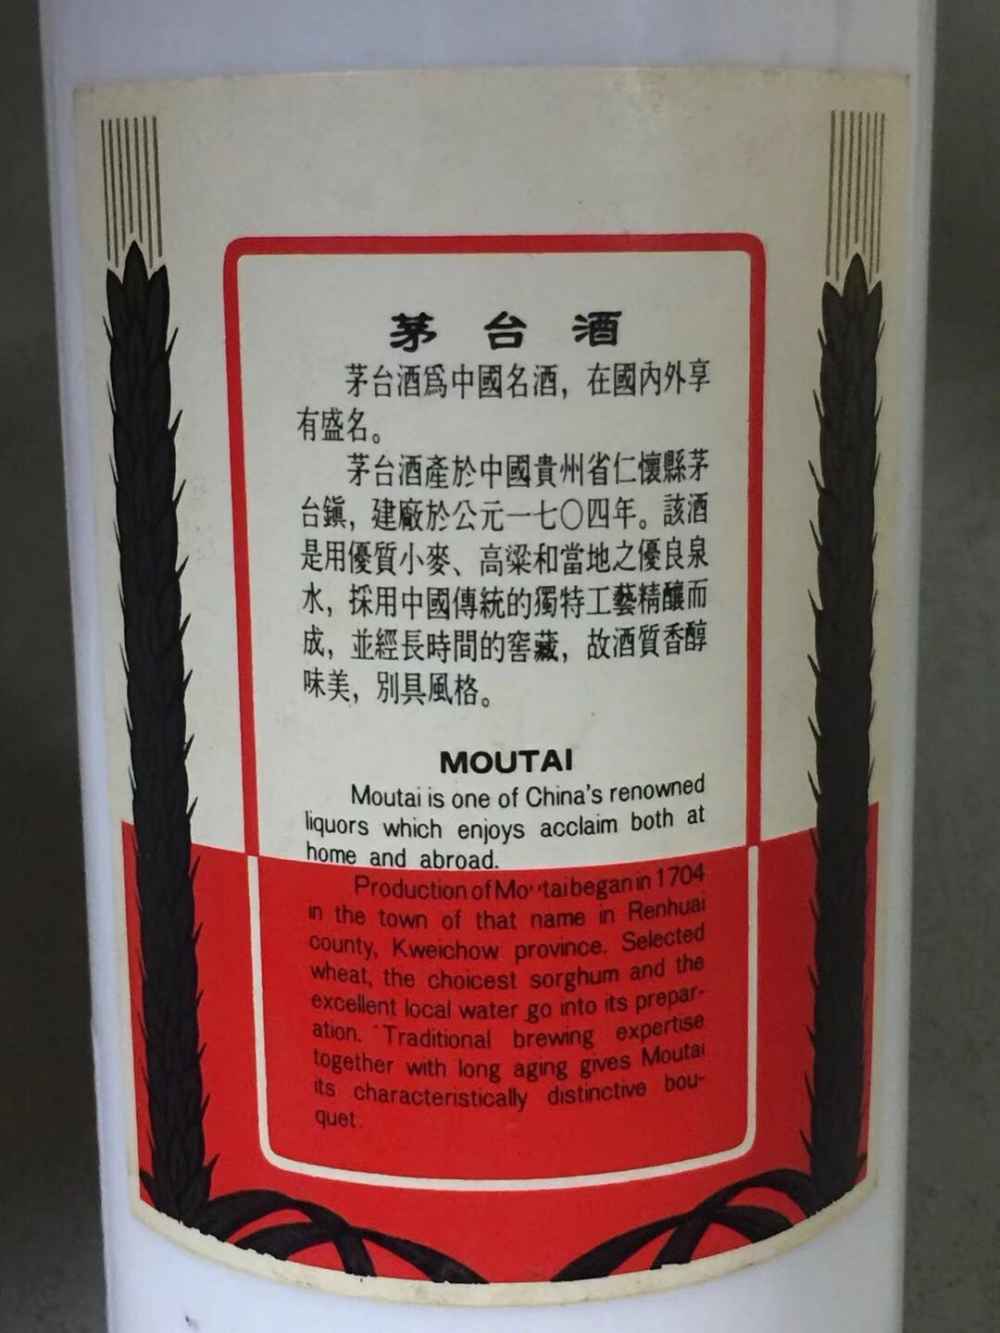 茅台酒
茅台酒爲中國名酒，在國內外享
有盛名。
茅台酒產於中國貴州省仁懷縣茅
台鎮，建廠於公元一七〇四年。該酒
是用優質小麥、高粱和當地之優良泉
水，採用中國傳統的獨特工藝精釀而
成，並經長時間的窖藏，故酒質香醇
味美，別具風格。
MOUTAI
Moutai is one of China's renowned
liquors which enjoys acclaim both at
home and abroad.
Production of Moutai began in 1704
in the town of that name in Renhuai
county, Kweichow province. Selected
wheat, the choicest sorghum and the
excellent local water go into its prepar-
ation. Traditional brewing expertise
together with long aging gives Moutai
its characteristically distinctive bou-
quet.